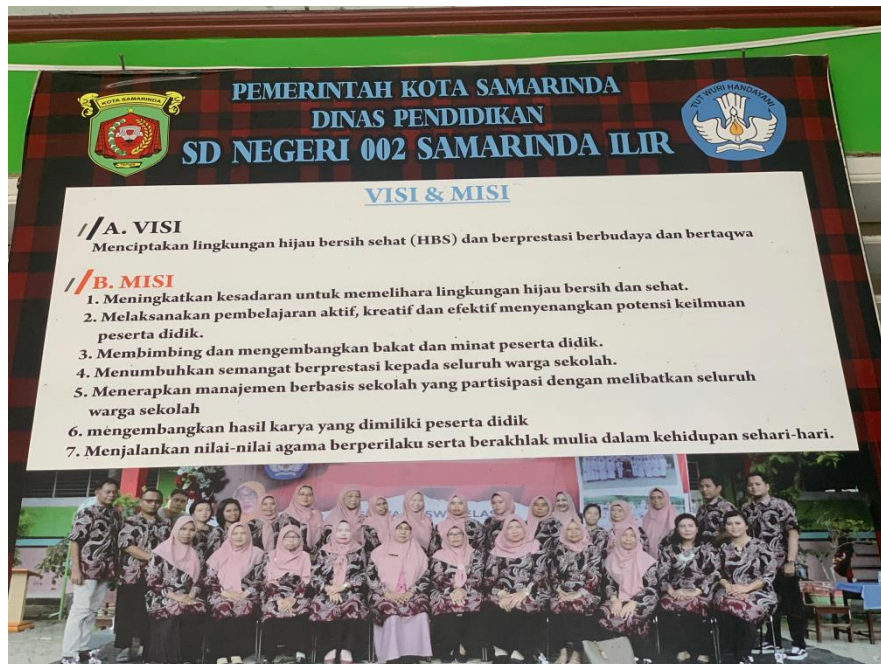 PEMERINTAH KOTA SAMARINDA
DINAS PENDIDIKAN
SD NEGERI 002 SAMARINDA ILIR
KOTA SAMARINDA
TUT WURI HANDAYANI
VISI & MISI
A. VISI
Menciptakan lingkungan hijau bersih sehat (HBS) dan berprestasi berbudaya dan bertaqwa
B. MISI
1. Meningkatkan kesadaran untuk memelihara lingkungan hijau bersih dan sehat.
2. Melaksanakan pembelajaran aktif, kreatif dan efektif menyenangkan potensi keilmuan
peserta didik.
3. Membimbing dan mengembangkan bakat dan minat peserta didik.
4. Menumbuhkan semangat berprestasi kepada seluruh warga sekolah.
5. Menerapkan manajemen berbasis sekolah yang partisipasi dengan melibatkan seluruh
warga sekolah
6. mengembangkan hasil karya yang dimiliki peserta didik
7. Menjalankan nilai-nilai agama berperilaku serta berakhlak mulia dalam kehidupan sehari-hari.